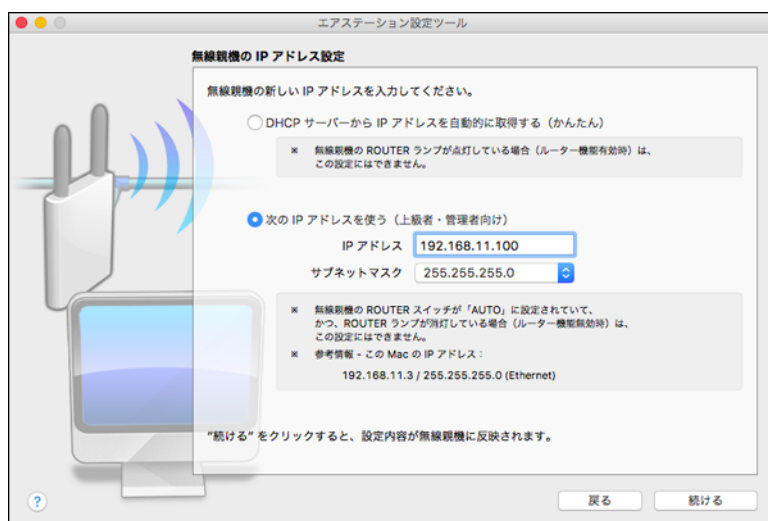 エアステーション設定ツール
無線親機の IP アドレス設定
無線親機の新しい IP アドレスを入力してください。
DHCP サーバーから IP アドレスを自動的に取得する（かんたん）
※ 無線親機の ROUTER ランプが点灯している場合（ルーター機能有効時）は、
この設定にはできません。
次の IP アドレスを使う（上級者・管理者向け）
IP アドレス 192.168.11.100
サブネットマスク 255.255.255.0
※ 無線親機の ROUTER スイッチが「AUTO」に設定されていて、
かつ、ROUTER ランプが消灯している場合（ルーター機能無効時）は、
この設定にはできません。
※ 参考情報 - この Mac の IP アドレス：
192.168.11.3 / 255.255.255.0 (Ethernet)
"続ける" をクリックすると、設定内容が無線親機に反映されます。
? 戻る 続ける